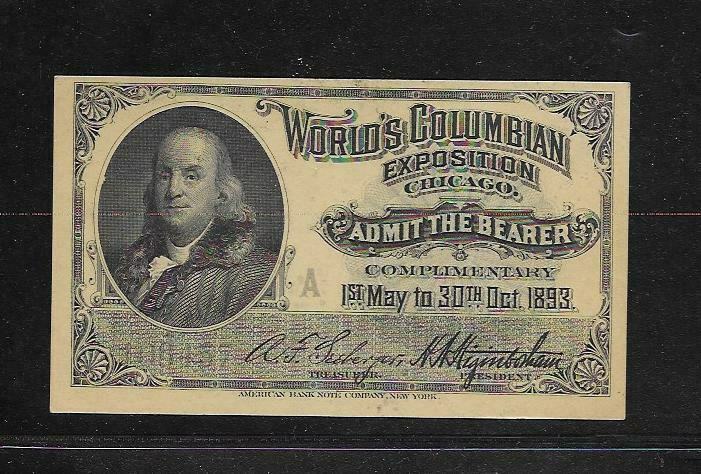 WORLD'S COLUMBIAN
EXPOSITION
CHICAGO.
ADMIT THE BEARER
COMPLIMENTARY
A
1ST May to 30TH Oct. 1893.
TREASURER. PRESIDENT
AMERICAN BANK NOTE COMPANY, NEW YORK.